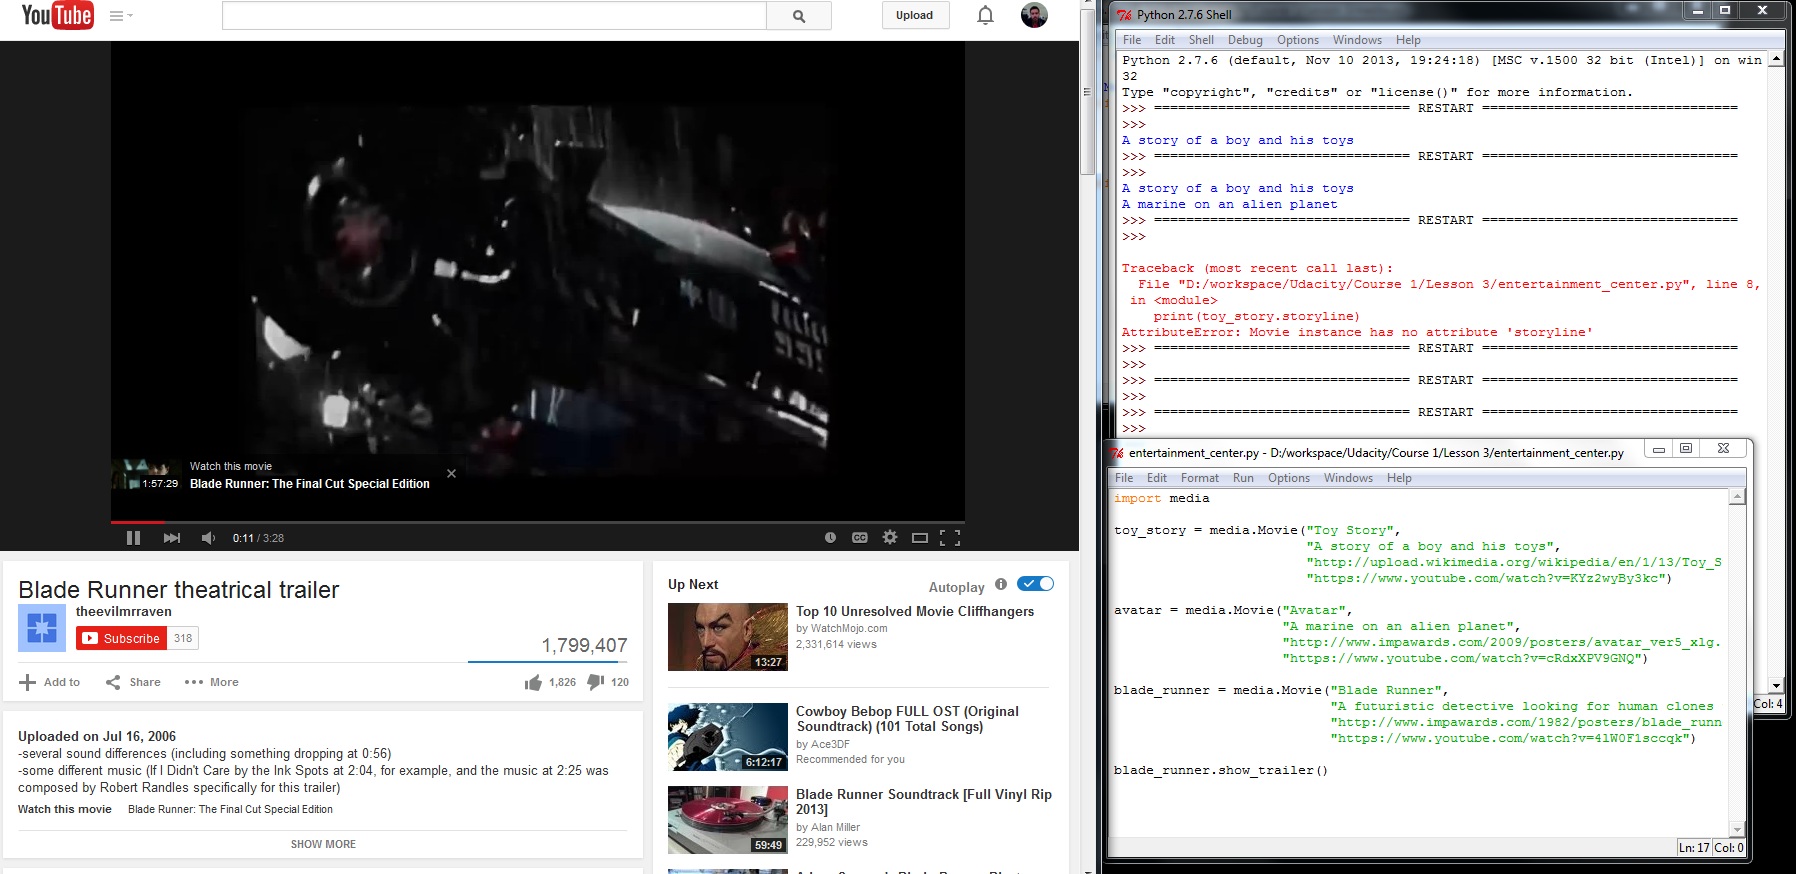 YouTube
Upload
Watch this movie
Blade Runner: The Final Cut Special Edition
1:57:29
0:11 / 3:28
CC
Blade Runner theatrical trailer
theevilmrraven
Subscribe 318
1,799,407
Add to Share More
1,826 120
Uploaded on Jul 16, 2006
-several sound differences (including something dropping at 0:56)
-some different music (If I Didn't Care by the Ink Spots at 2:04, for example, and the music at 2:25 was
composed by Robert Randles specifically for this trailer)
Watch this movie Blade Runner: The Final Cut Special Edition
SHOW MORE
Up Next
Autoplay
Top 10 Unresolved Movie Cliffhangers
by WatchMojo.com
2,331,614 views
13:27
Cowboy Bebop FULL OST (Original
Soundtrack) (101 Total Songs)
by Ace3DF
Recommended for you
6:12:17
Blade Runner Soundtrack [Full Vinyl Rip
2013]
by Alan Miller
229,952 views
59:49
Python 2.7.6 Shell
File Edit Shell Debug Options Windows Help
Python 2.7.6 (default, Nov 10 2013, 19:24:18) [MSC v.1500 32 bit (Intel)] on win
32
Type "copyright", "credits" or "license()" for more information.
>>> ================================ RESTART ================================
>>>
A story of a boy and his toys
>>> ================================ RESTART ================================
>>>
A story of a boy and his toys
A marine on an alien planet
>>> ================================ RESTART ================================
>>>
Traceback (most recent call last):
File "D:/workspace/Udacity/Course 1/Lesson 3/entertainment_center.py", line 8,
in <module>
print(toy_story.storyline)
AttributeError: Movie instance has no attribute 'storyline'
>>> ================================ RESTART ================================
>>>
>>> ================================ RESTART ================================
>>>
>>> ================================ RESTART ================================
>>>
Col: 4
entertainment_center.py - D:/workspace/Udacity/Course 1/Lesson 3/entertainment_center.py
File Edit Format Run Options Windows Help
import media
toy_story = media.Movie("Toy Story",
"A story of a boy and his toys",
"http://upload.wikimedia.org/wikipedia/en/1/13/Toy_S
"https://www.youtube.com/watch?v=KYz2wyBy3kc")
avatar = media.Movie("Avatar",
"A marine on an alien planet",
"http://www.impawards.com/2009/posters/avatar_ver5_xlg.
"https://www.youtube.com/watch?v=cRdxXPV9GNQ")
blade_runner = media.Movie("Blade Runner",
"A futuristic detective looking for human clones
"http://www.impawards.com/1982/posters/blade_runn
"https://www.youtube.com/watch?v=4lW0F1sccqk")
blade_runner.show_trailer()
Ln: 17 Col: 0